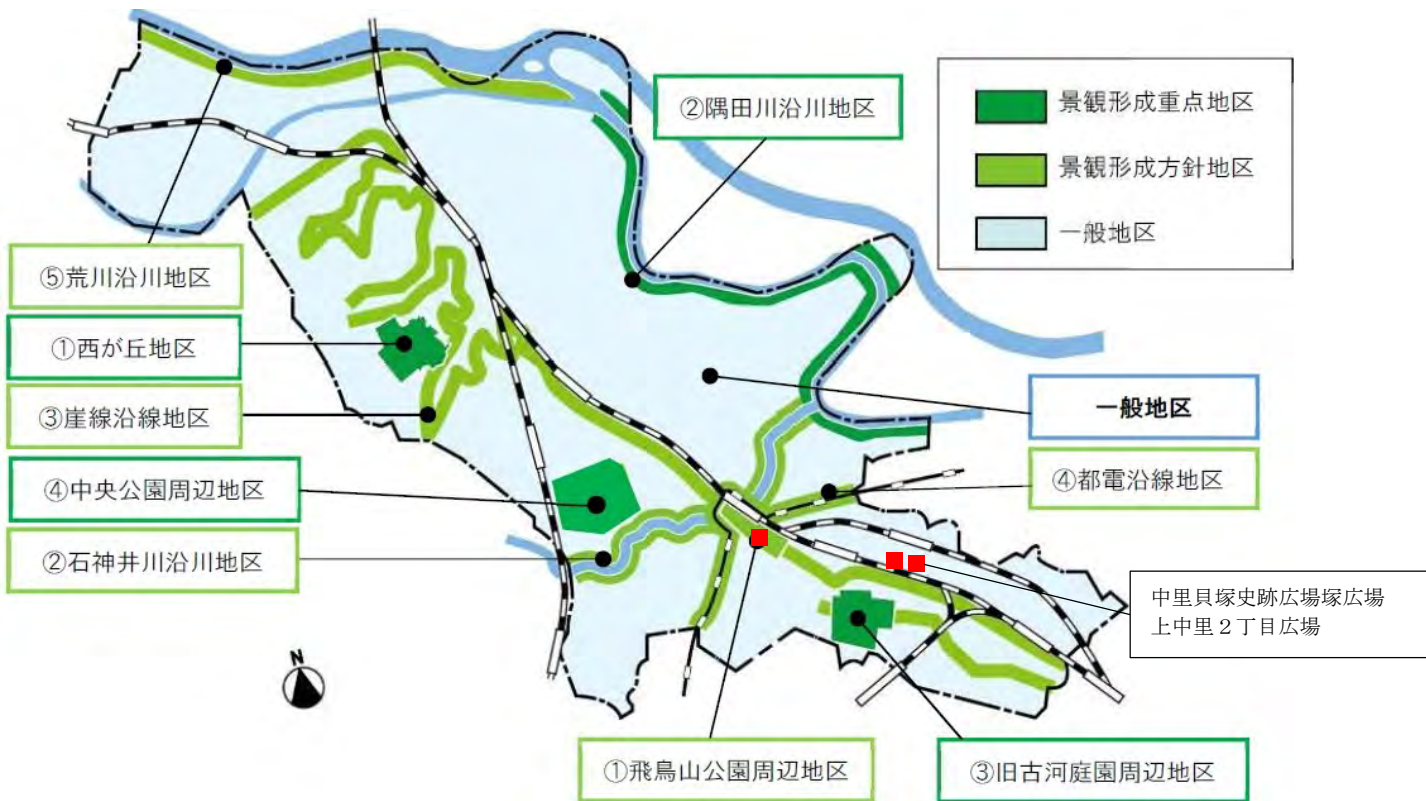 ②隅田川沿川地区
景観形成重点地区
景観形成方針地区
一般地区
⑤荒川沿川地区
①西が丘地区
③崖線沿線地区
④中央公園周辺地区
②石神井川沿川地区
一般地区
④都電沿線地区
中里貝塚史跡広場塚広場
上中里２丁目広場
N
①飛鳥山公園周辺地区
③旧古河庭園周辺地区